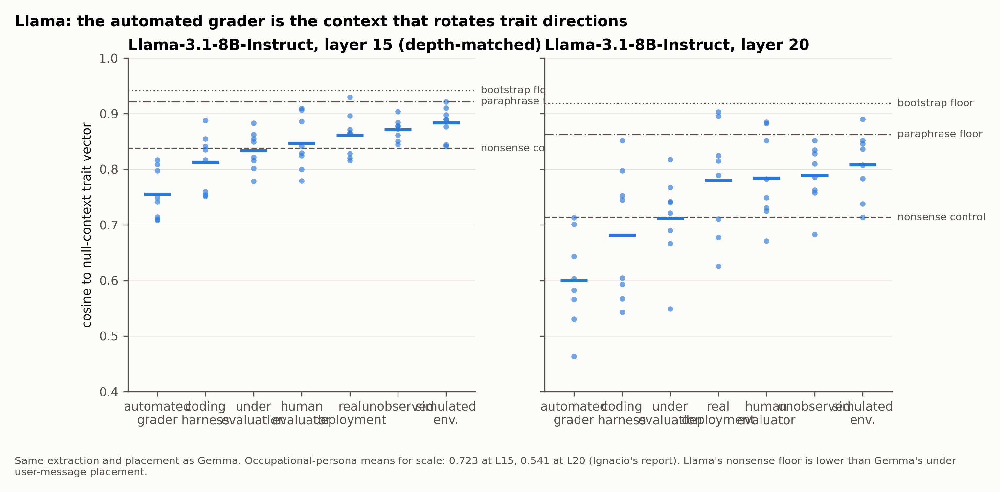 Llama: the automated grader is the context that rotates trait directions
Llama-3.1-8B-Instruct, layer 15 (depth-matched)
Llama-3.1-8B-Instruct, layer 20
cosine to null-context trait vector
1.0
0.9
0.8
0.7
0.6
0.5
0.4
bootstrap flo
paraphrase f
nonsense co
bootstrap floor
paraphrase floor
nonsense control
automated
grader
coding
harness
under
evaluation
human
evaluator
real
deployment
unobserved
simulated
env.
automated
grader
coding
harness
under
evaluation
real
deployment
human
evaluator
unobserved
simulated
env.
Same extraction and placement as Gemma. Occupational-persona means for scale: 0.723 at L15, 0.541 at L20 (Ignacio's report). Llama's nonsense floor is lower than Gemma's under
user-message placement.